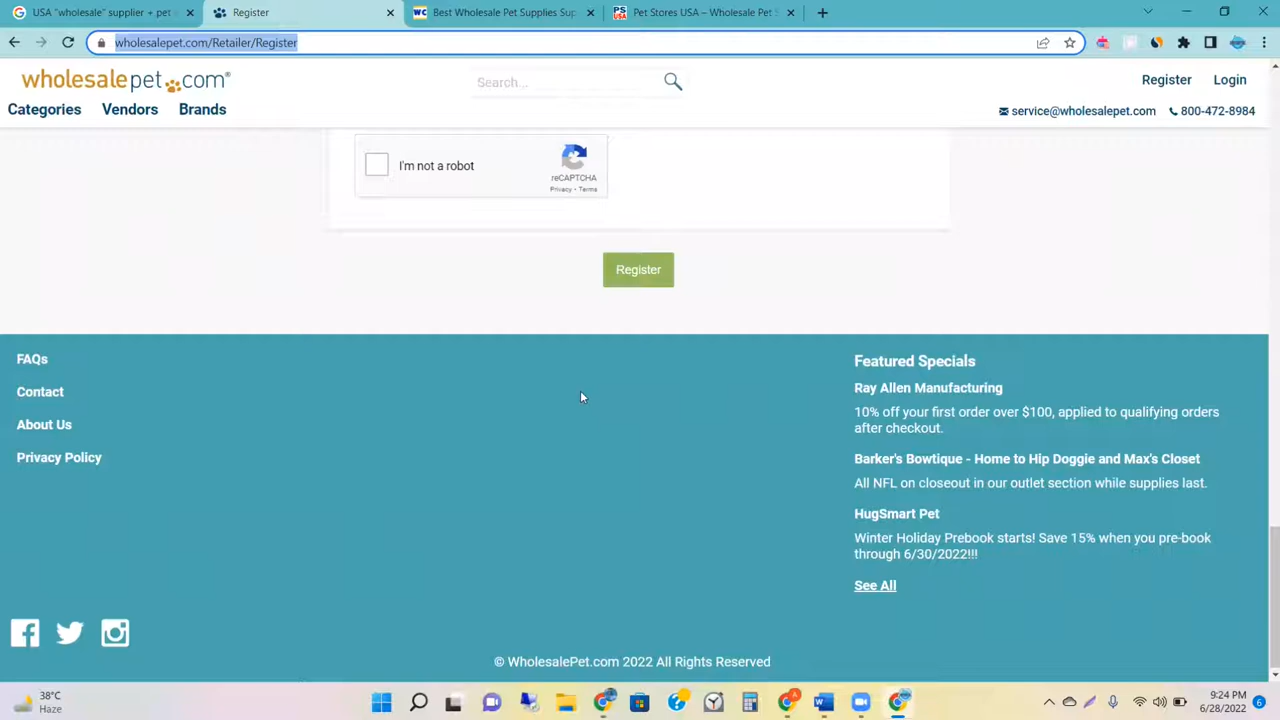 USA "wholesale" supplier + pet s
Register
Best Wholesale Pet Supplies Sup
Pet Stores USA – Wholesale Pet S
wholesalepet.com/Retailer/Register
wholesalepet.com®
Search...
Register
Login
Categories
Vendors
Brands
service@wholesalepet.com
800-472-8984
I'm not a robot
reCAPTCHA
Privacy - Terms
Register
FAQs
Contact
About Us
Privacy Policy
Featured Specials
Ray Allen Manufacturing
10% off your first order over $100, applied to qualifying orders
after checkout.
Barker's Bowtique - Home to Hip Doggie and Max's Closet
All NFL on closeout in our outlet section while supplies last.
HugSmart Pet
Winter Holiday Prebook starts! Save 15% when you pre-book
through 6/30/2022!!!
See All
© WholesalePet.com 2022 All Rights Reserved
38°C
Haze
9:24 PM
6/28/2022
6